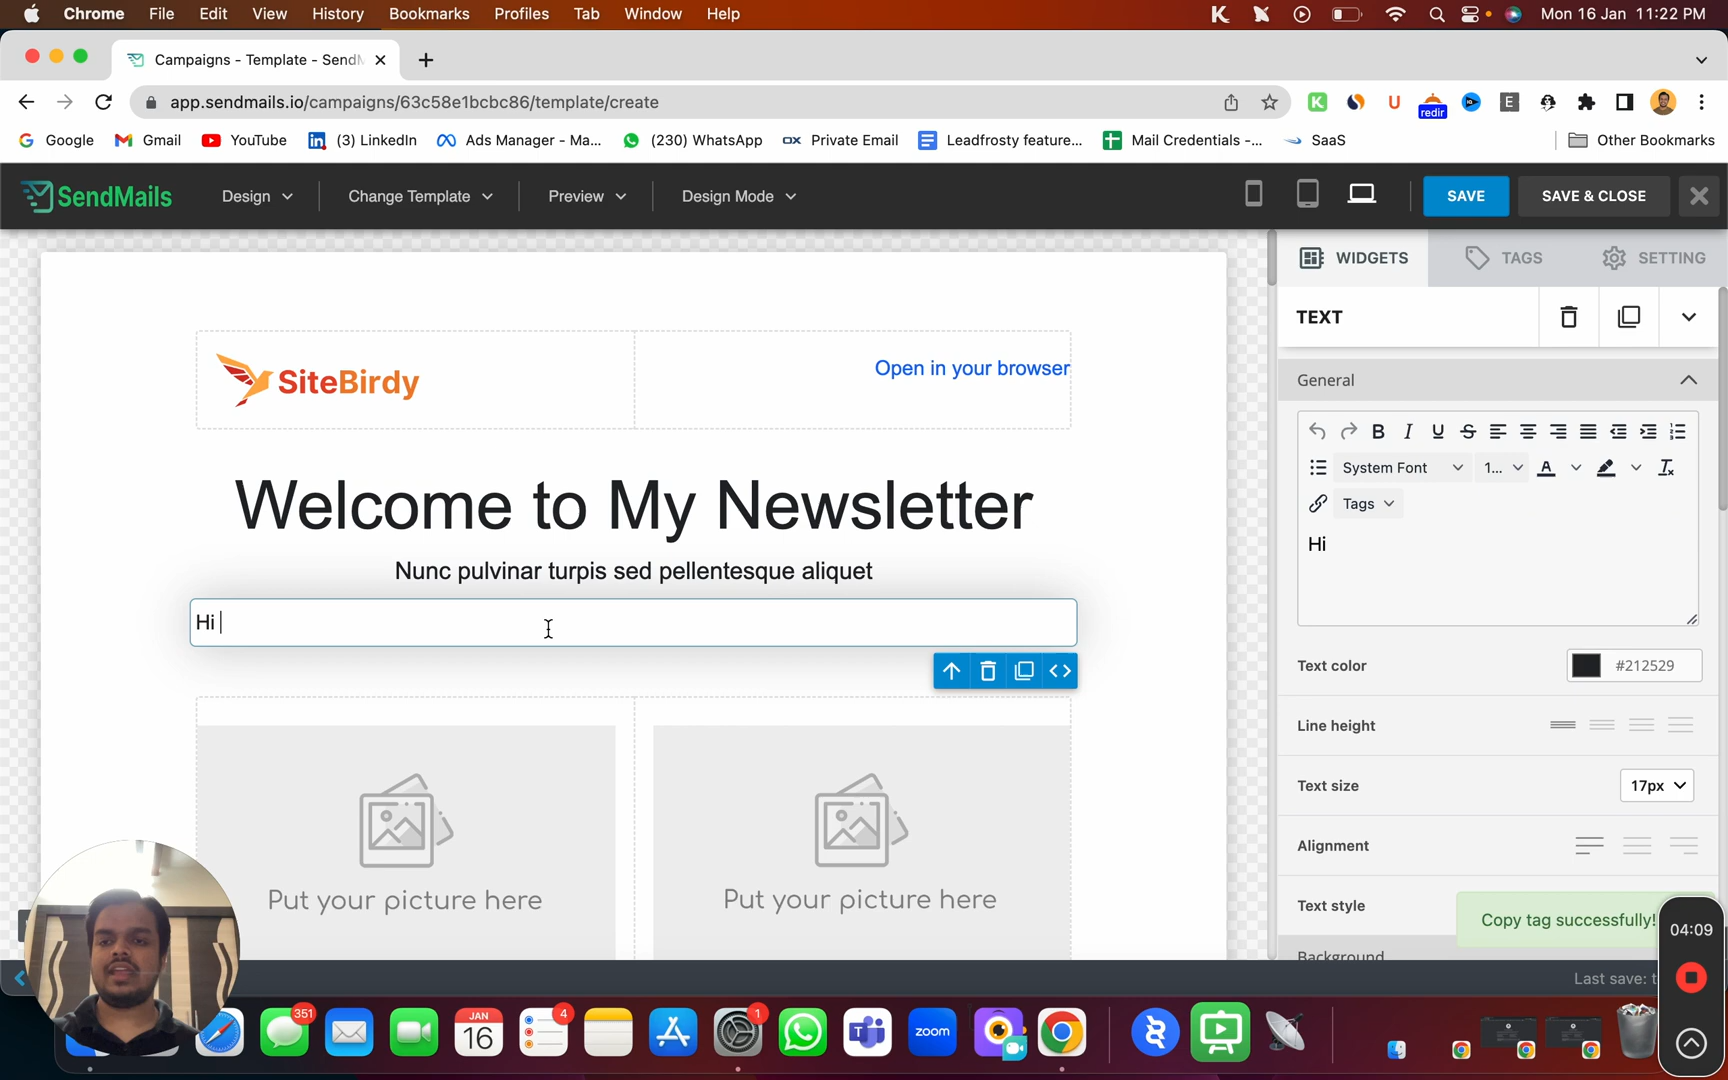 Chrome File Edit View History Bookmarks Profiles Tab Window Help Mon 16 Jan 11:22 PM
Campaigns - Template - Send
app.sendmails.io/campaigns/63c58e1bcbc86/template/create
redir
Google Gmail YouTube (3) LinkedIn Ads Manager - Ma... (230) WhatsApp Private Email Leadfrosty feature... Mail Credentials -... SaaS Other Bookmarks
SendMails Design Change Template Preview Design Mode SAVE SAVE & CLOSE
WIDGETS TAGS SETTING
TEXT
General
SiteBirdy
Open in your browser
System Font 1...
Tags
Hi
Welcome to My Newsletter
Nunc pulvinar turpis sed pellentesque aliquet
Hi
Text color #212529
Line height
Text size 17px
Alignment
Text style
Background
Put your picture here
Put your picture here
Copy tag successfully!
04:09
Last save: t
351
JAN
16
4
1
zoom